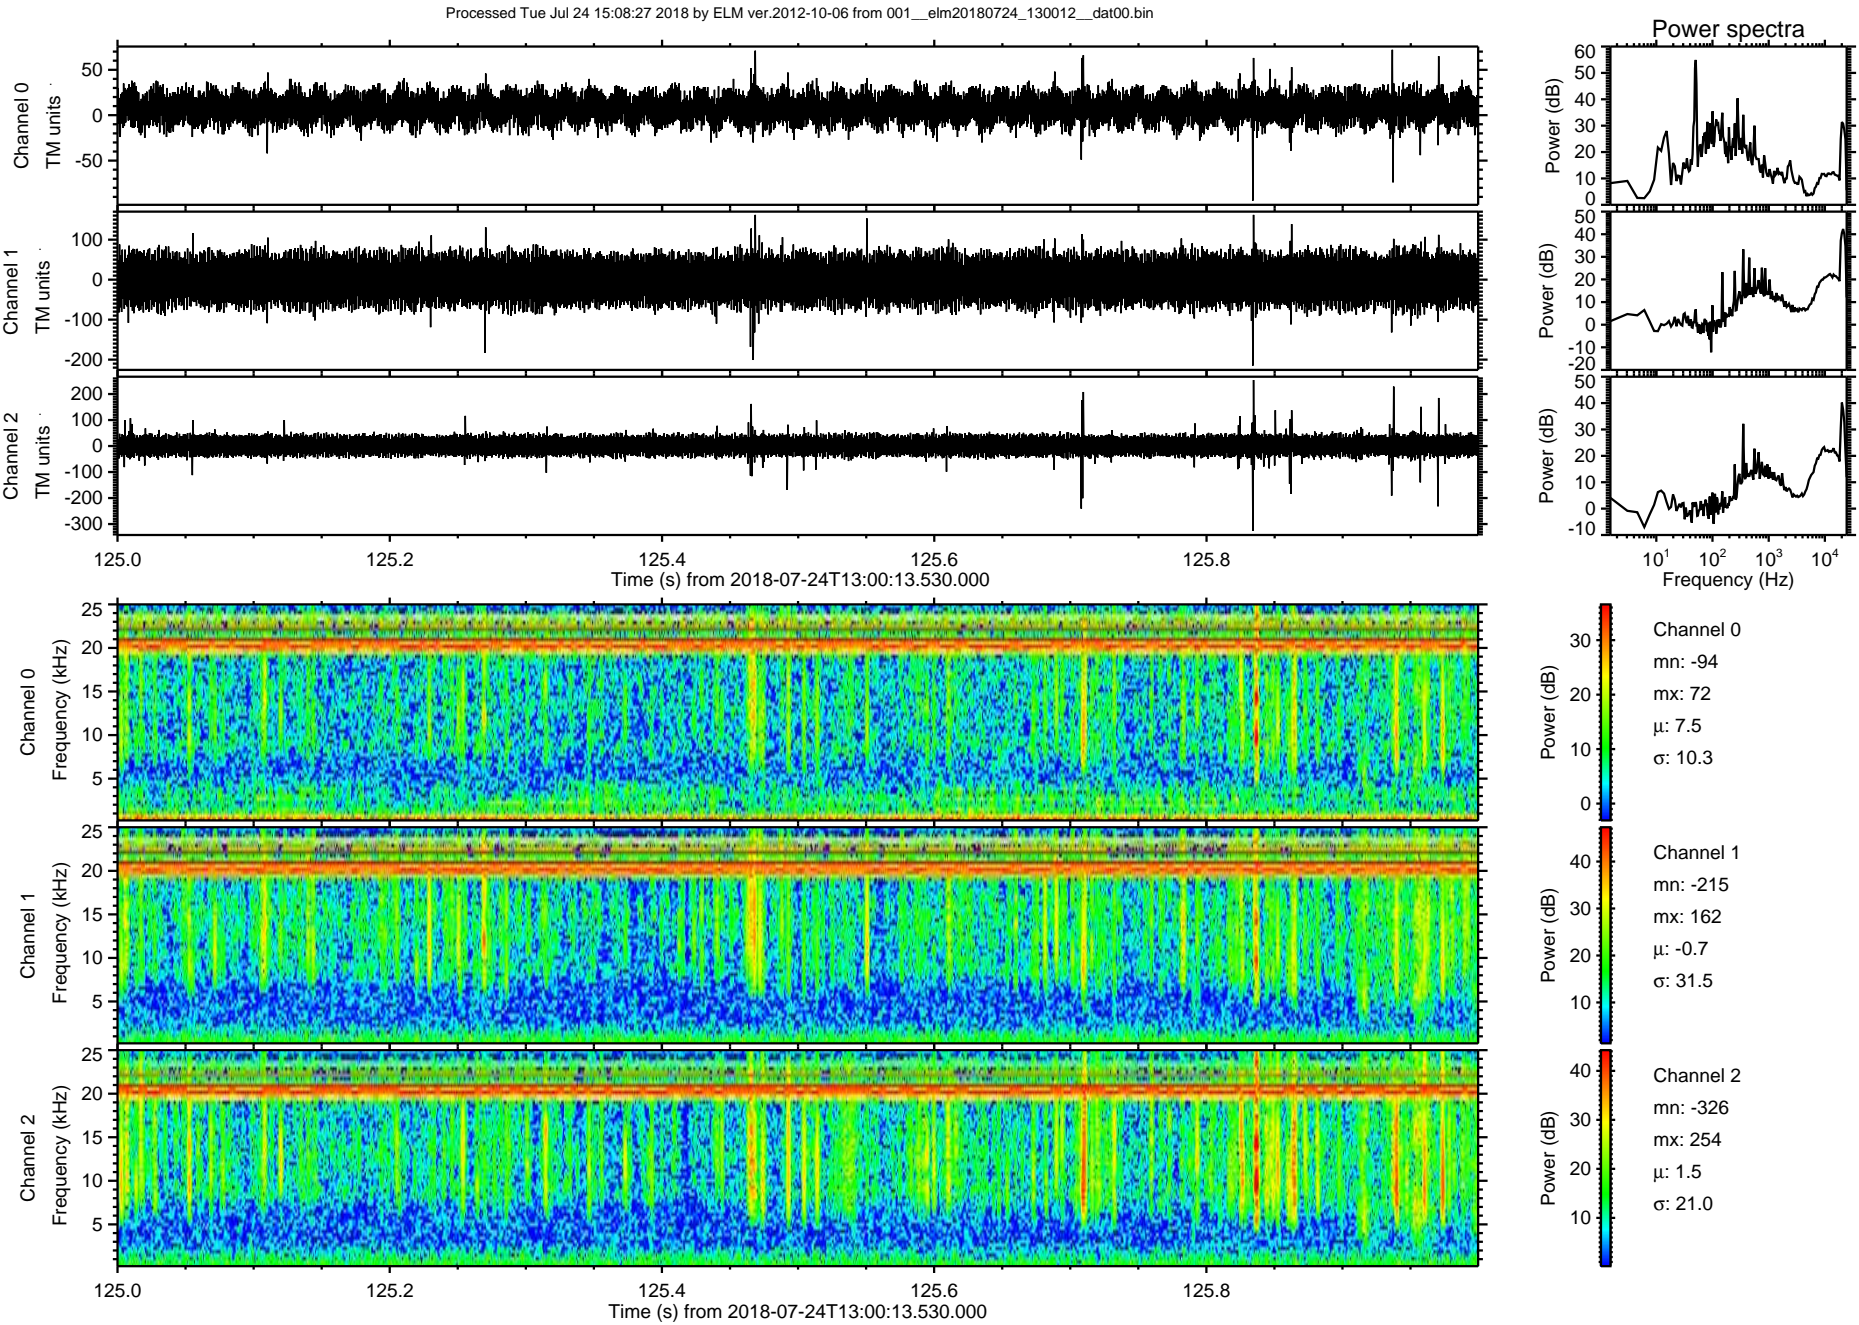 Processed Tue Jul 24 15:08:27 2018 by ELM ver.2012-10-06 from 001__elm20180724_130012__dat00.bin
Power spectra
Channel 0
TM units
50
0
-50
Power (dB)
60
50
40
30
20
10
0
Channel 1
TM units
100
0
-100
-200
Power (dB)
50
40
30
20
10
0
-10
-20
Channel 2
TM units
200
100
0
-100
-200
-300
Power (dB)
50
40
30
20
10
0
-10
125.0 125.2 125.4 125.6 125.8
Time (s) from 2018-07-24T13:00:13.530.000
10^1 10^2 10^3 10^4
Frequency (Hz)
Channel 0
Frequency (kHz)
25
20
15
10
5
Power (dB)
30
20
10
0
Channel 0
mn: -94
mx: 72
μ: 7.5
σ: 10.3
Channel 1
Frequency (kHz)
25
20
15
10
5
Power (dB)
40
30
20
10
Channel 1
mn: -215
mx: 162
μ: -0.7
σ: 31.5
Channel 2
Frequency (kHz)
25
20
15
10
5
Power (dB)
40
30
20
10
Channel 2
mn: -326
mx: 254
μ: 1.5
σ: 21.0
125.0 125.2 125.4 125.6 125.8
Time (s) from 2018-07-24T13:00:13.530.000